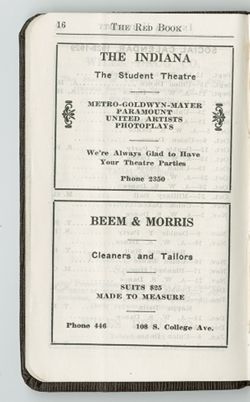 16
THE RED BOOK
THE INDIANA
The Student Theatre
METRO-GOLDWYN-MAYER
PARAMOUNT
UNITED ARTISTS
PHOTOPLAYS
We're Always Glad to Have
Your Theatre Parties
Phone 2350
BEEM & MORRIS
Cleaners and Tailors
SUITS $25
MADE TO MEASURE
Phone 446 108 S. College Ave.